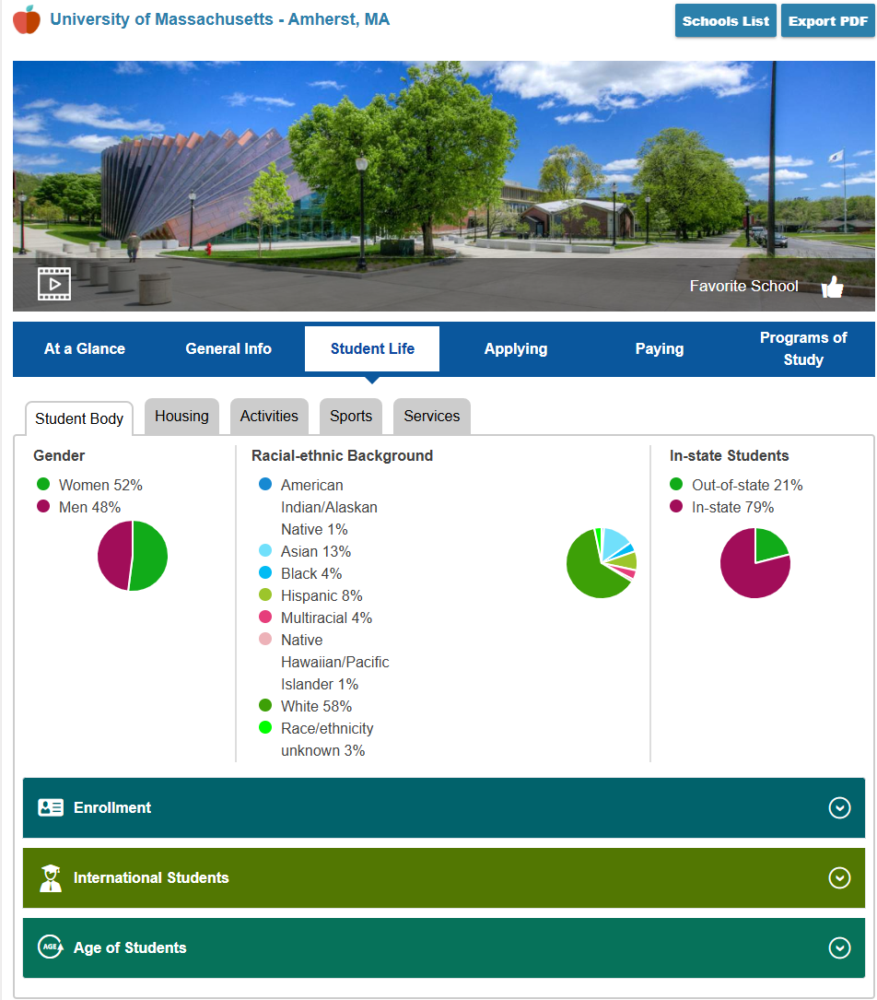 University of Massachusetts - Amherst, MA
Schools List
Export PDF
Favorite School
At a Glance
General Info
Student Life
Applying
Paying
Programs of
Study
Student Body
Housing
Activities
Sports
Services
Gender
Women 52%
Men 48%
Racial-ethnic Background
American
Indian/Alaskan
Native 1%
Asian 13%
Black 4%
Hispanic 8%
Multiracial 4%
Native
Hawaiian/Pacific
Islander 1%
White 58%
Race/ethnicity
unknown 3%
In-state Students
Out-of-state 21%
In-state 79%
Enrollment
International Students
AGE
Age of Students